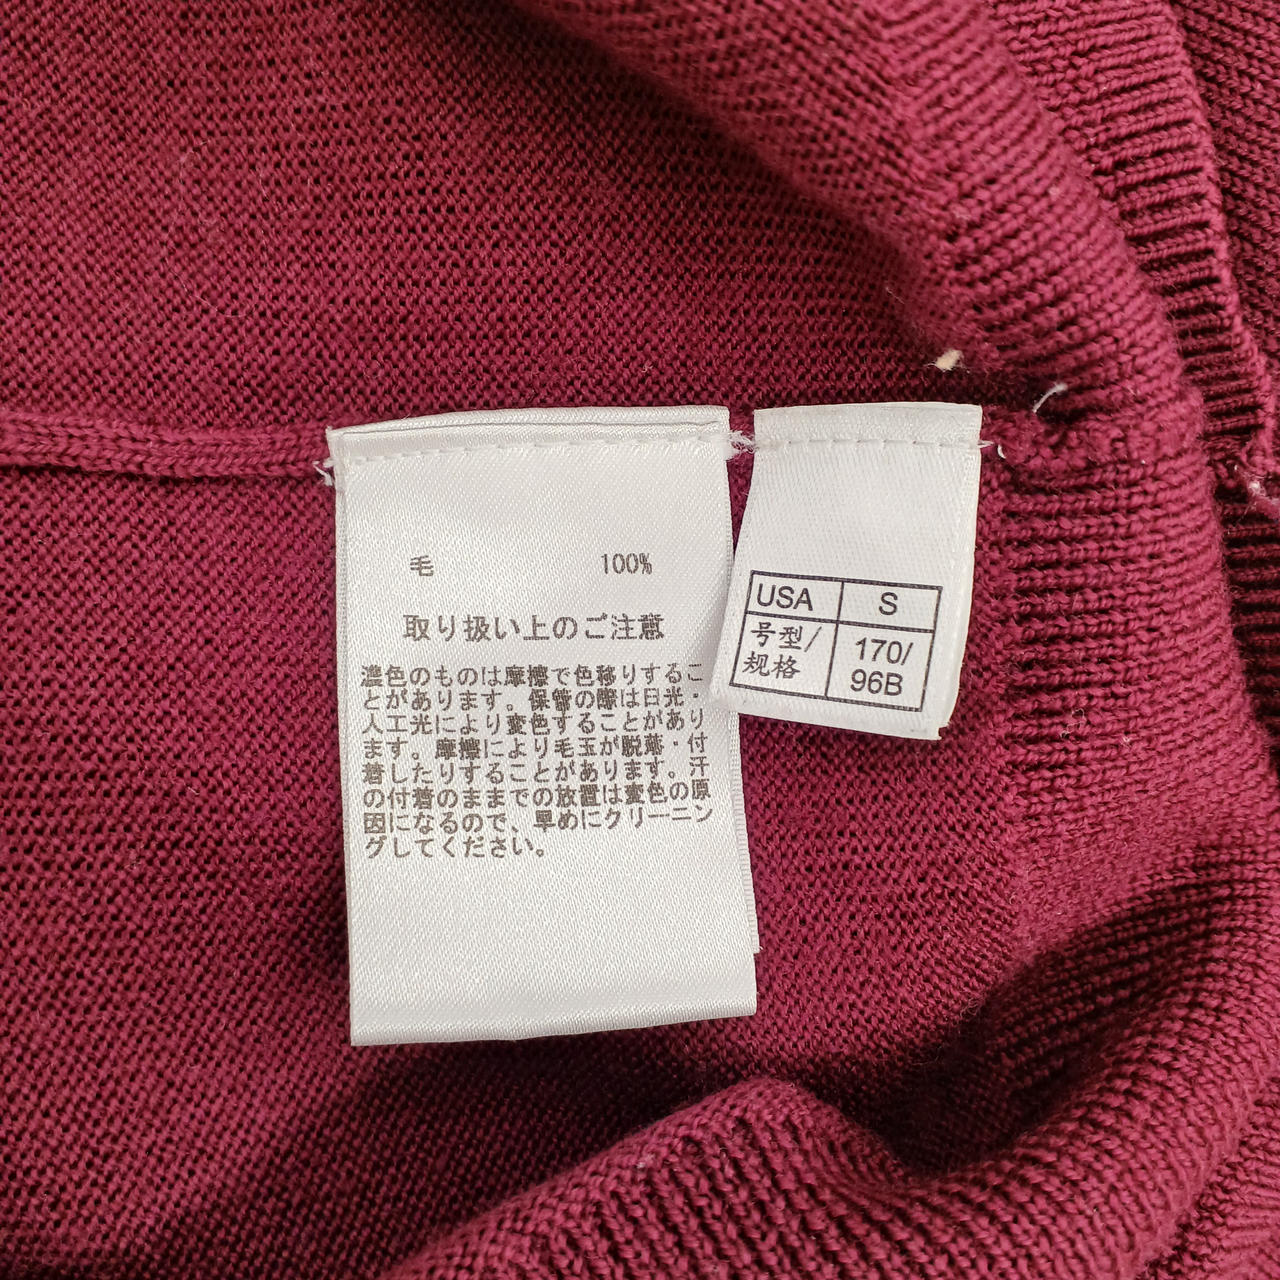 毛 100%
取り扱い上のご注意
濃色のものは摩擦で色移りするこ
とがあります。保管の際は日光・
人工光により変色することがあり
ます。摩擦により毛玉が脱落・付
着したりすることがあります。汗
の付着のままでの放置は変色の原
因になるので、早めにクリーニン
グしてください。
USA S
号型/ 170/
规格 96B